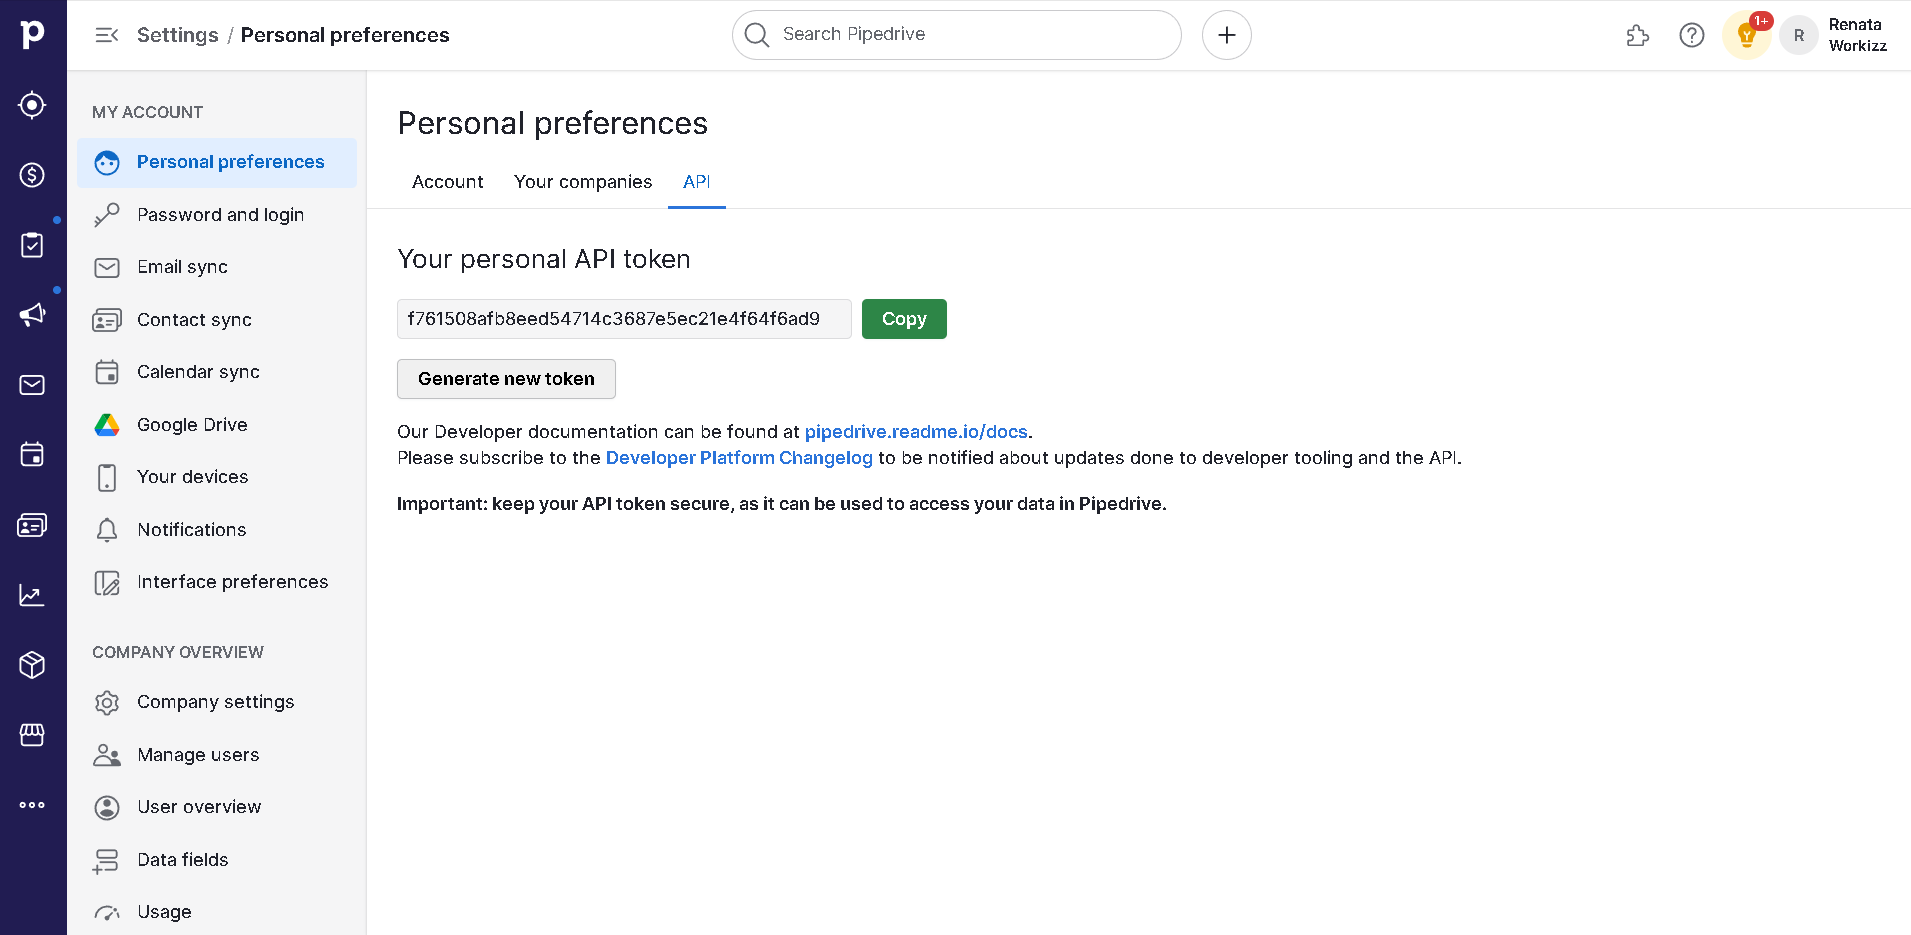 p
Settings / Personal preferences
Search Pipedrive
1+
R
Renata
Workizz
MY ACCOUNT
Personal preferences
Password and login
Email sync
Contact sync
Calendar sync
Google Drive
Your devices
Notifications
Interface preferences
COMPANY OVERVIEW
Company settings
Manage users
User overview
Data fields
Usage
Personal preferences
Account
Your companies
API
Your personal API token
f761508afb8eed54714c3687e5ec21e4f64f6ad9
Copy
Generate new token
Our Developer documentation can be found at pipedrive.readme.io/docs.
Please subscribe to the Developer Platform Changelog to be notified about updates done to developer tooling and the API.
Important: keep your API token secure, as it can be used to access your data in Pipedrive.